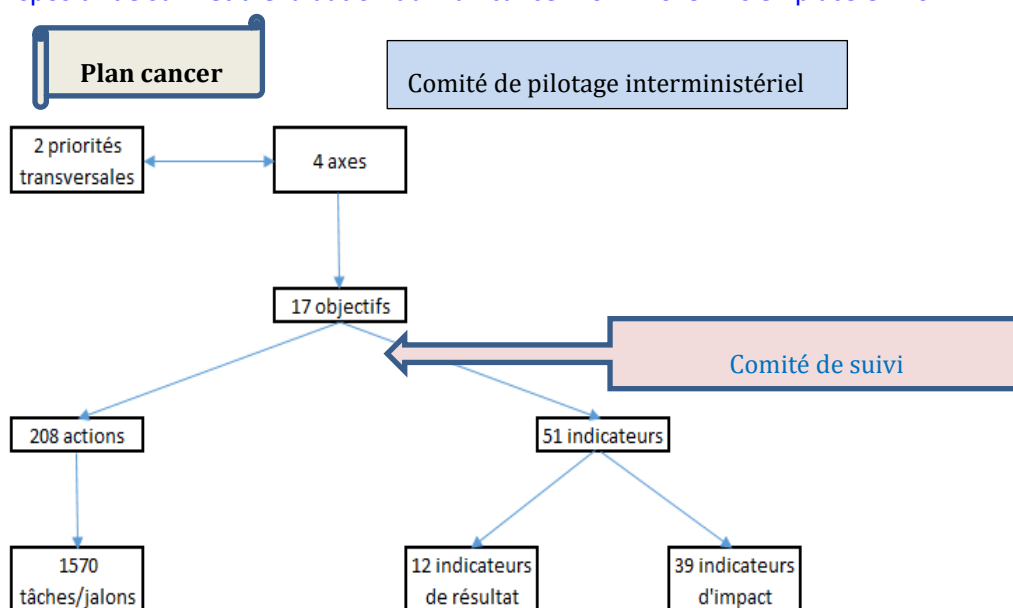 Plan cancer
Comité de pilotage interministériel
2 priorités
transversales
4 axes
17 objectifs
Comité de suivi
208 actions
51 indicateurs
1570
tâches/jalons
12 indicateurs
de résultat
39 indicateurs
d'impact